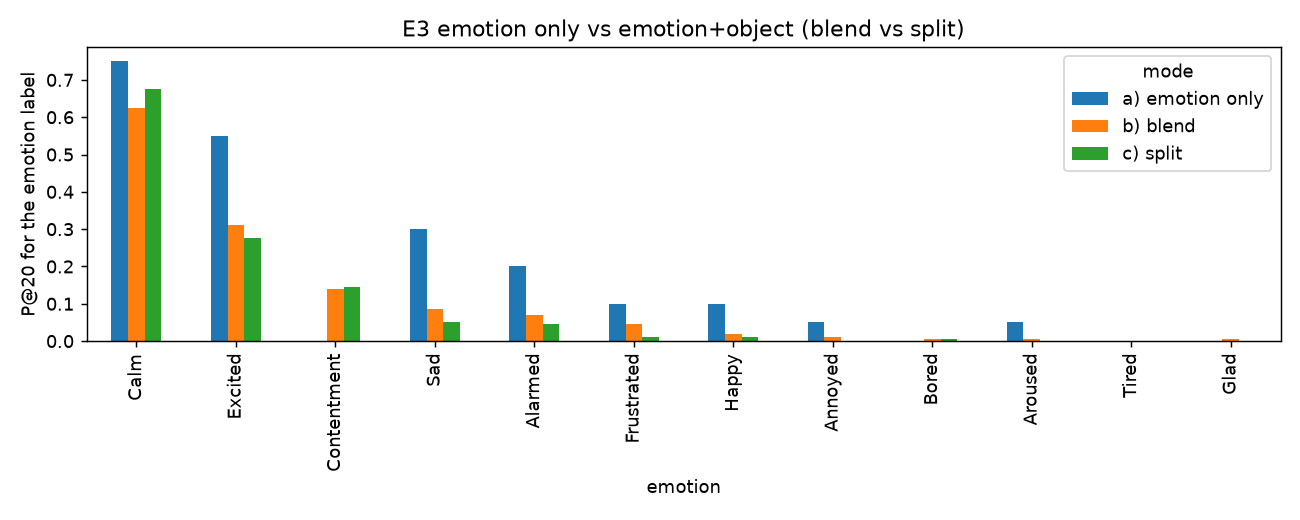 E3 emotion only vs emotion+object (blend vs split)
P@20 for the emotion label
0.7
0.6
0.5
0.4
0.3
0.2
0.1
0.0
mode
a) emotion only
b) blend
c) split
Calm
Excited
Contentment
Sad
Alarmed
Frustrated
Happy
Annoyed
Bored
Aroused
Tired
Glad
emotion